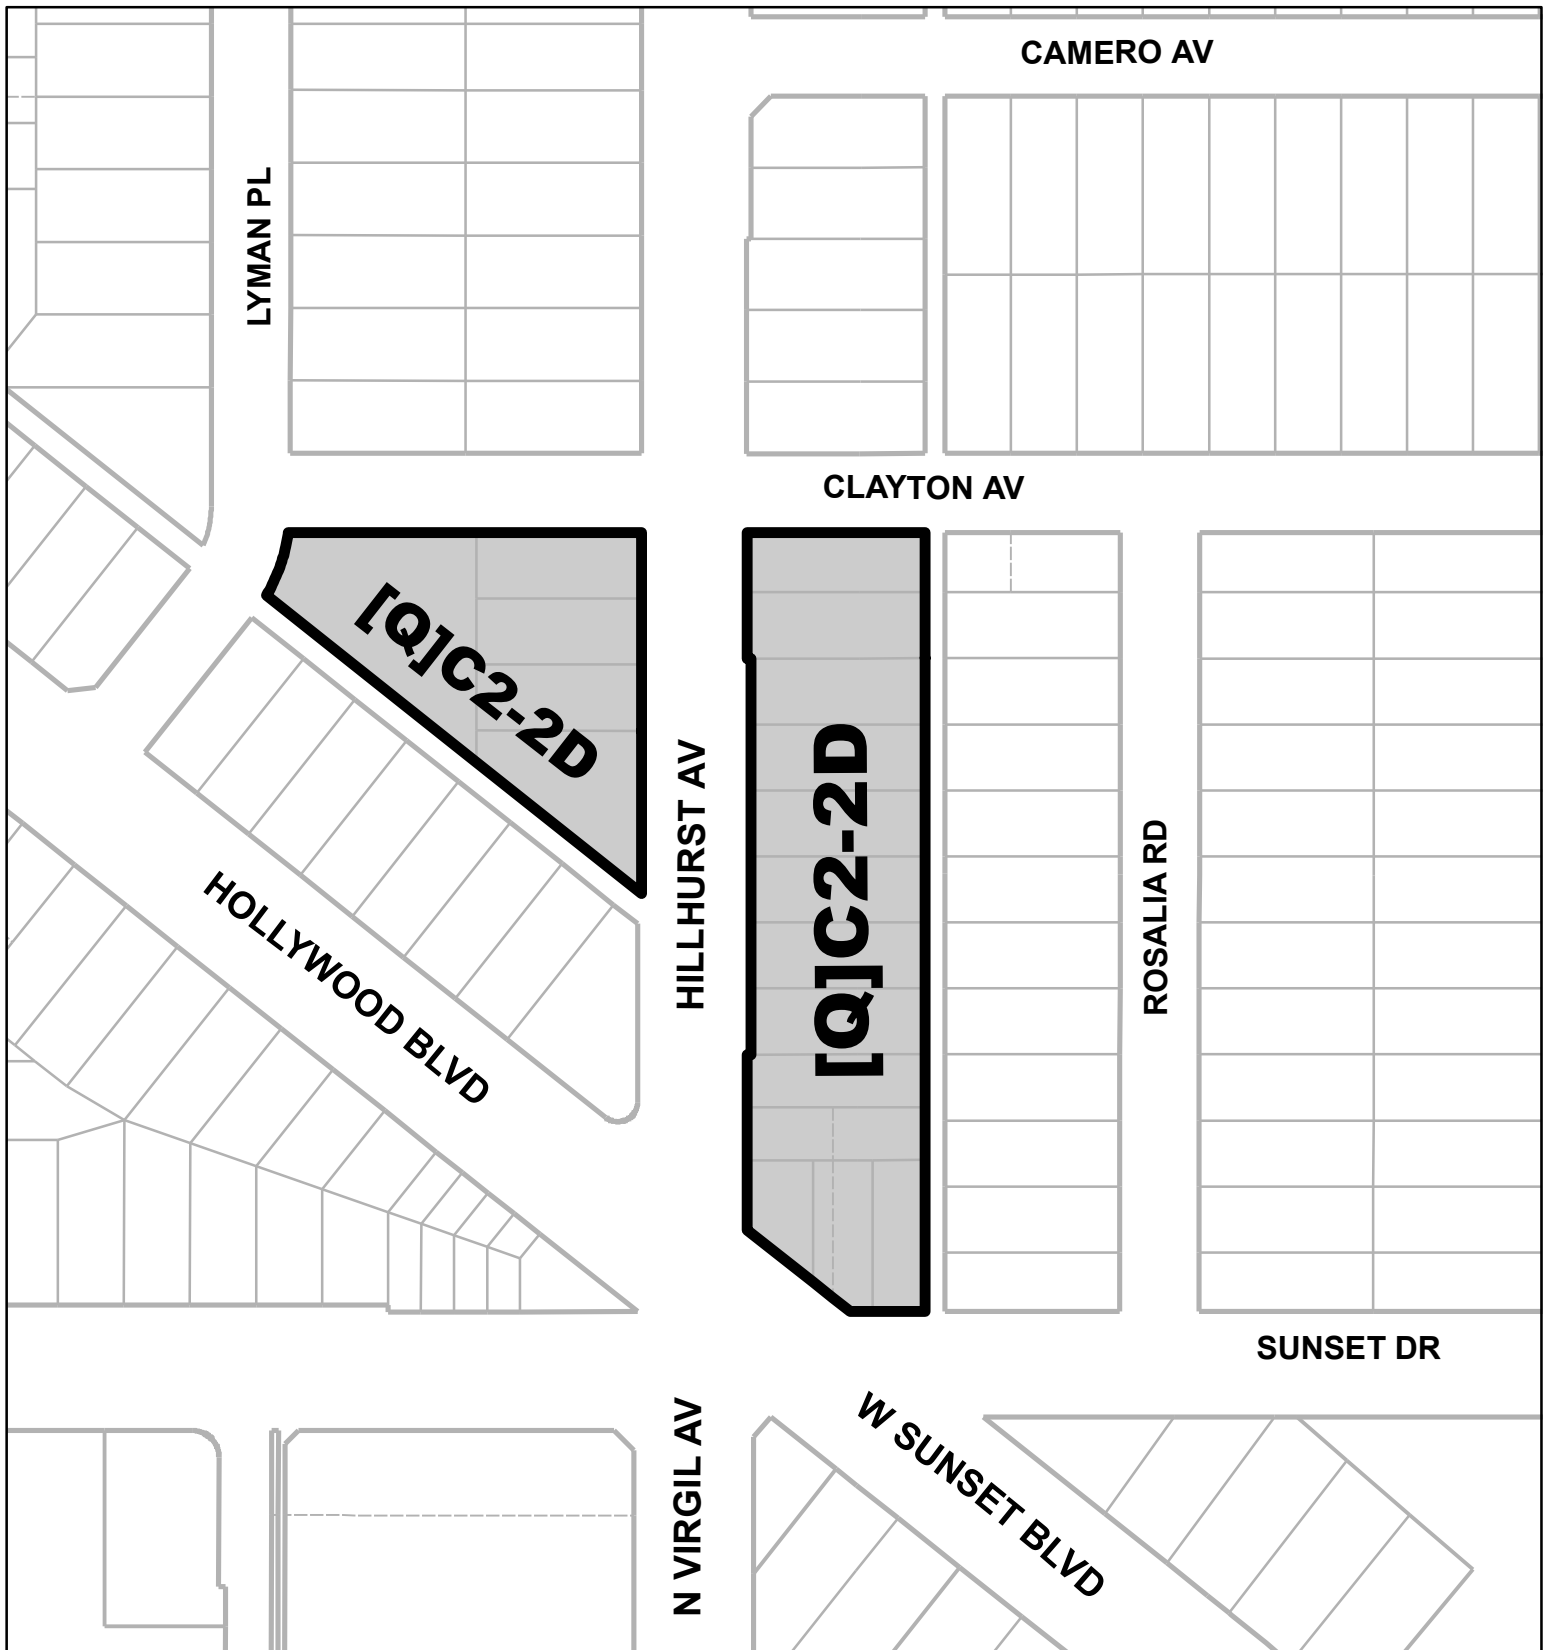 CAMERO AV
LYMAN PL
CLAYTON AV
[Q]C2-2D
HILLHURST AV
[Q]C2-2D
ROSALIA RD
HOLLYWOOD BLVD
SUNSET DR
N VIRGIL AV
W SUNSET BLVD